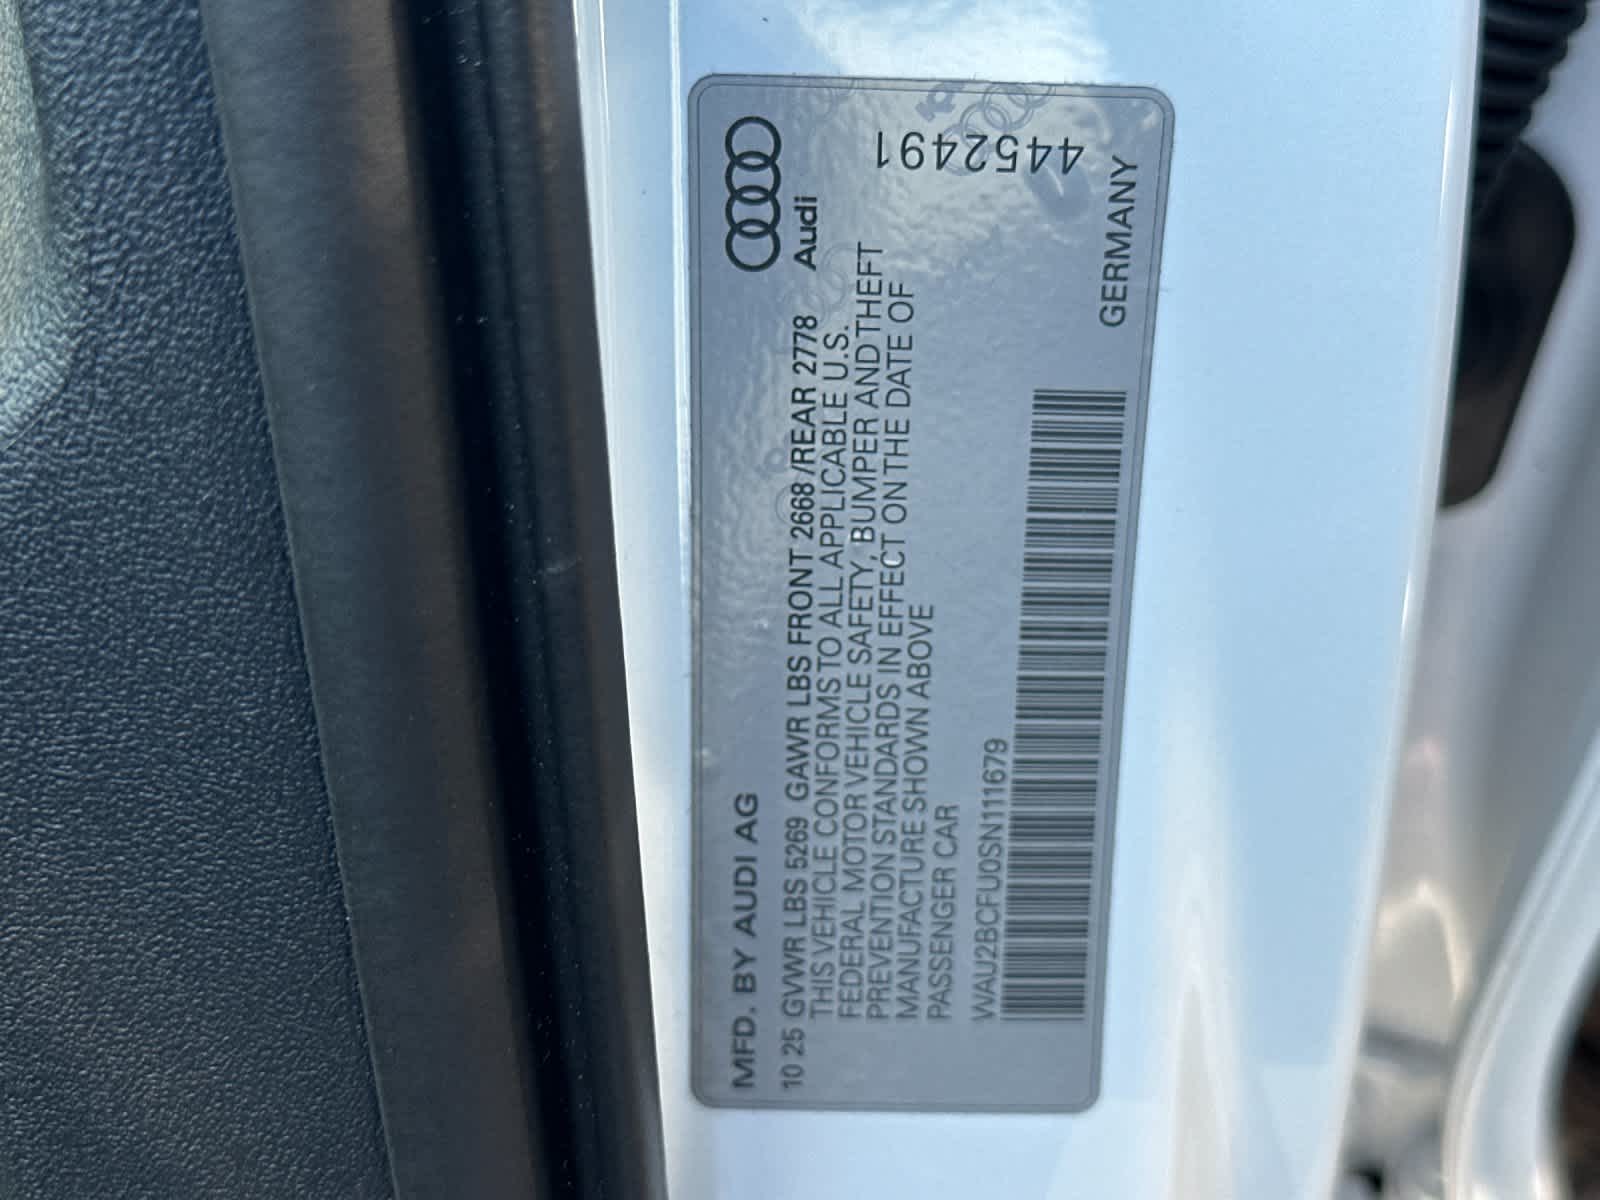 MFD. BY AUDI AG
Audi
10 25 GVWR LBS 5269 GAWR LBS FRONT 2668/REAR 2778
THIS VEHICLE CONFORMS TO ALL APPLICABLE U.S.
FEDERAL MOTOR VEHICLE SAFETY, BUMPER AND THEFT
PREVENTION STANDARDS IN EFFECT ON THE DATE OF
MANUFACTURE SHOWN ABOVE
PASSENGER CAR
WAU2BCFU0SN111679
GERMANY
4452491